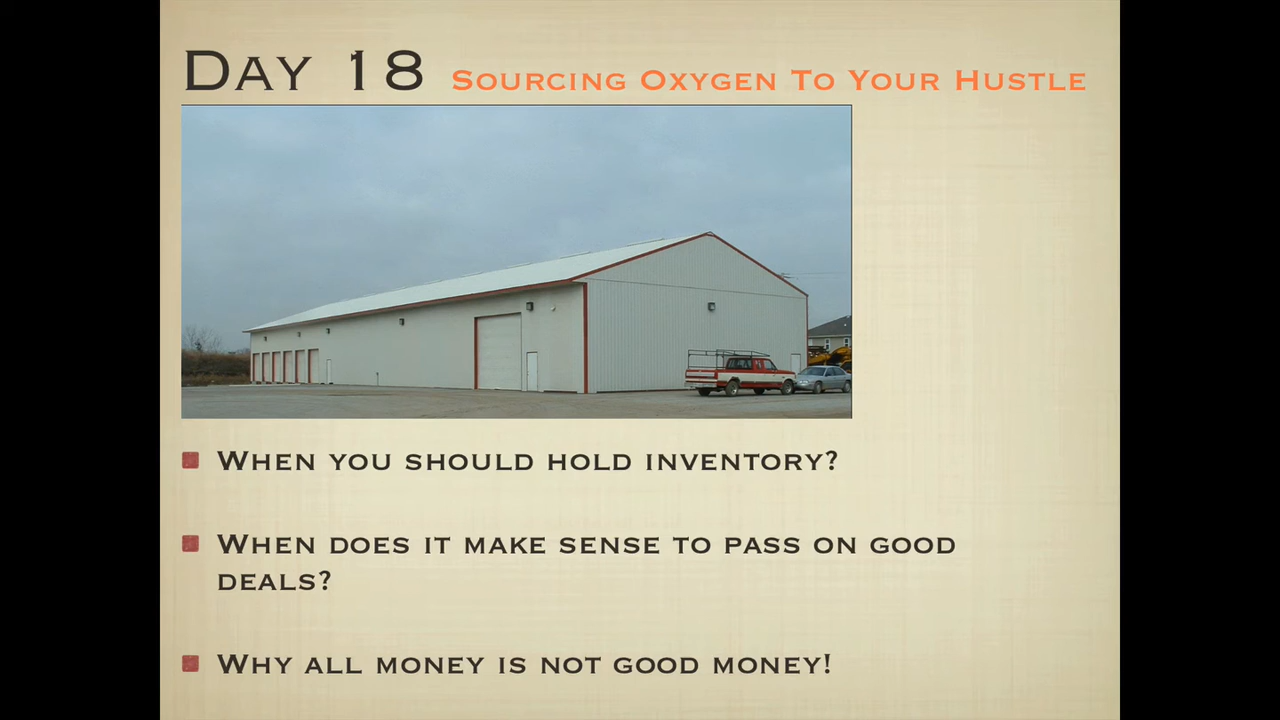 Day 18 Sourcing Oxygen To Your Hustle
When you should hold inventory?
When does it make sense to pass on good
deals?
Why all money is not good money!